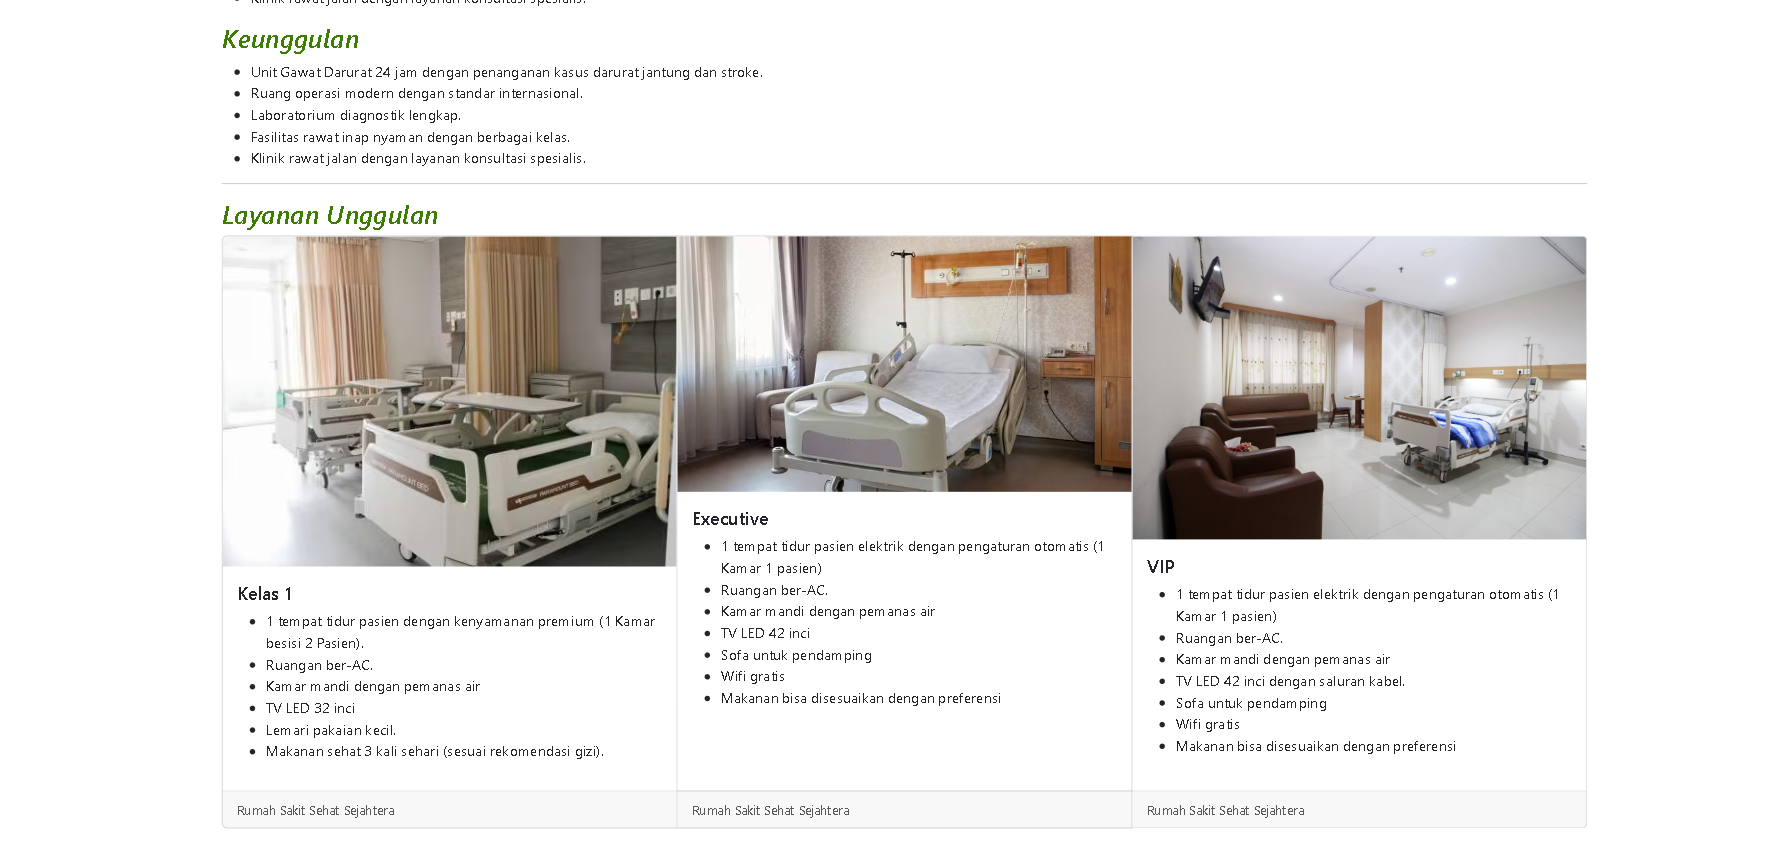 Klinik rawat jalan dengan layanan konsultasi spesialis.
Keunggulan
Unit Gawat Darurat 24 jam dengan penanganan kasus darurat jantung dan stroke.
Ruang operasi modern dengan standar internasional.
Laboratorium diagnostik lengkap.
Fasilitas rawat inap nyaman dengan berbagai kelas.
Klinik rawat jalan dengan layanan konsultasi spesialis.
Layanan Unggulan
PARAMOUNT BED
PARAMOUNT BED
Kelas 1
1 tempat tidur pasien dengan kenyamanan premium (1 Kamar
besisi 2 Pasien).
Ruangan ber-AC.
Kamar mandi dengan pemanas air
TV LED 32 inci
Lemari pakaian kecil.
Makanan sehat 3 kali sehari (sesuai rekomendasi gizi).
Rumah Sakit Sehat Sejahtera
Executive
1 tempat tidur pasien elektrik dengan pengaturan otomatis (1
Kamar 1 pasien)
Ruangan ber-AC.
Kamar mandi dengan pemanas air
TV LED 42 inci
Sofa untuk pendamping
Wifi gratis
Makanan bisa disesuaikan dengan preferensi
Rumah Sakit Sehat Sejahtera
VIP
1 tempat tidur pasien elektrik dengan pengaturan otomatis (1
Kamar 1 pasien)
Ruangan ber-AC.
Kamar mandi dengan pemanas air
TV LED 42 inci dengan saluran kabel.
Sofa untuk pendamping
Wifi gratis
Makanan bisa disesuaikan dengan preferensi
Rumah Sakit Sehat Sejahtera